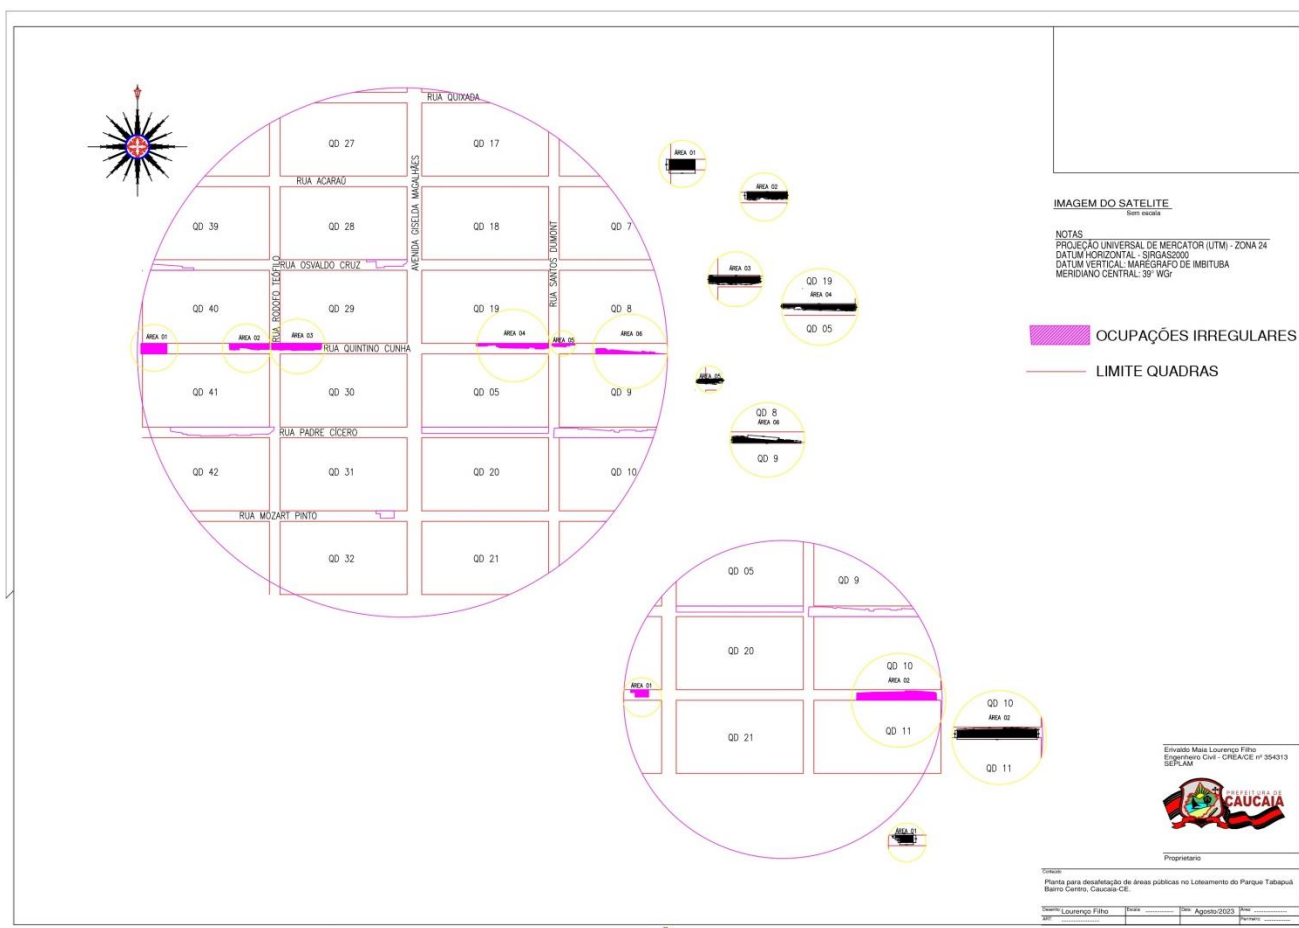 RUA QUIXADA
QD 27
QD 17
RUA ACARAÚ
AVENIDA GISELDA MAGALHÃES
QD 39
QD 28
QD 18
QD 7
RUA SANTOS DUMONT
RUA RODOFO TEÓFILO
RUA OSVALDO CRUZ
QD 40
QD 29
QD 19
QD 8
ÁREA 01
ÁREA 02
ÁREA 03
ÁREA 04
ÁREA 05
ÁREA 06
RUA QUINTINO CUNHA
QD 41
QD 30
QD 05
QD 9
RUA PADRE CÍCERO
QD 42
QD 31
QD 20
QD 10
RUA MOZART PINTO
QD 32
QD 21
ÁREA 01
ÁREA 02
ÁREA 03
QD 19
ÁREA 04
QD 05
ÁREA 05
QD 8
ÁREA 06
QD 9
IMAGEM DO SATELITE
Sem escala
NOTAS
PROJEÇÃO UNIVERSAL DE MERCATOR (UTM) - ZONA 24
DATUM HORIZONTAL - SIRGAS2000
DATUM VERTICAL: MARÉGRAFO DE IMBITUBA
MERIDIANO CENTRAL: 39° WGr
OCUPAÇÕES IRREGULARES
LIMITE QUADRAS
QD 05
QD 9
QD 20
QD 10
ÁREA 01
ÁREA 02
QD 21
QD 11
QD 10
ÁREA 02
QD 11
ÁREA 01
Erivaldo Maia Lourenço Filho
Engenheiro Civil - CREA/CE nº 354313
SEPLAM
PREFEITURA DE
CAUCAIA
Proprietario
Conteúdo
Planta para desafetação de áreas públicas no Loteamento do Parque Tabapuá
Bairro Centro, Caucaia-CE.
Desenho Lourenço Filho
Escala
Data Agosto/2023
Área
ART
Perímetro